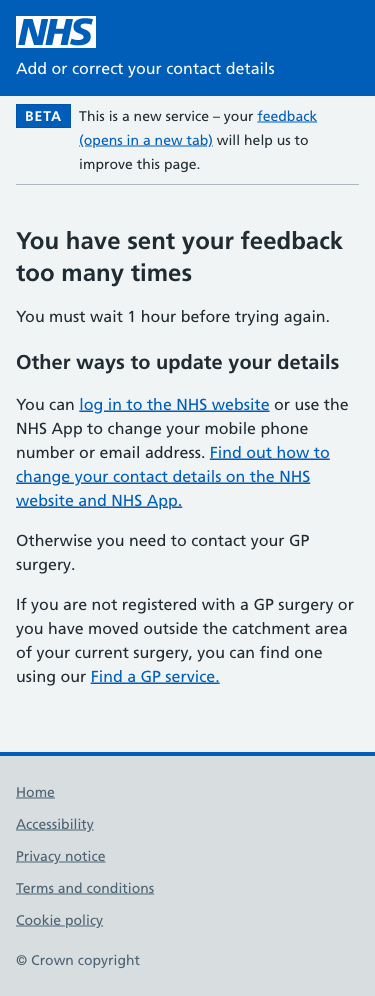 NHS
Add or correct your contact details
BETA
This is a new service – your feedback
(opens in a new tab) will help us to
improve this page.
You have sent your feedback
too many times
You must wait 1 hour before trying again.
Other ways to update your details
You can log in to the NHS website or use the
NHS App to change your mobile phone
number or email address. Find out how to
change your contact details on the NHS
website and NHS App.
Otherwise you need to contact your GP
surgery.
If you are not registered with a GP surgery or
you have moved outside the catchment area
of your current surgery, you can find one
using our Find a GP service.
Home
Accessibility
Privacy notice
Terms and conditions
Cookie policy
© Crown copyright